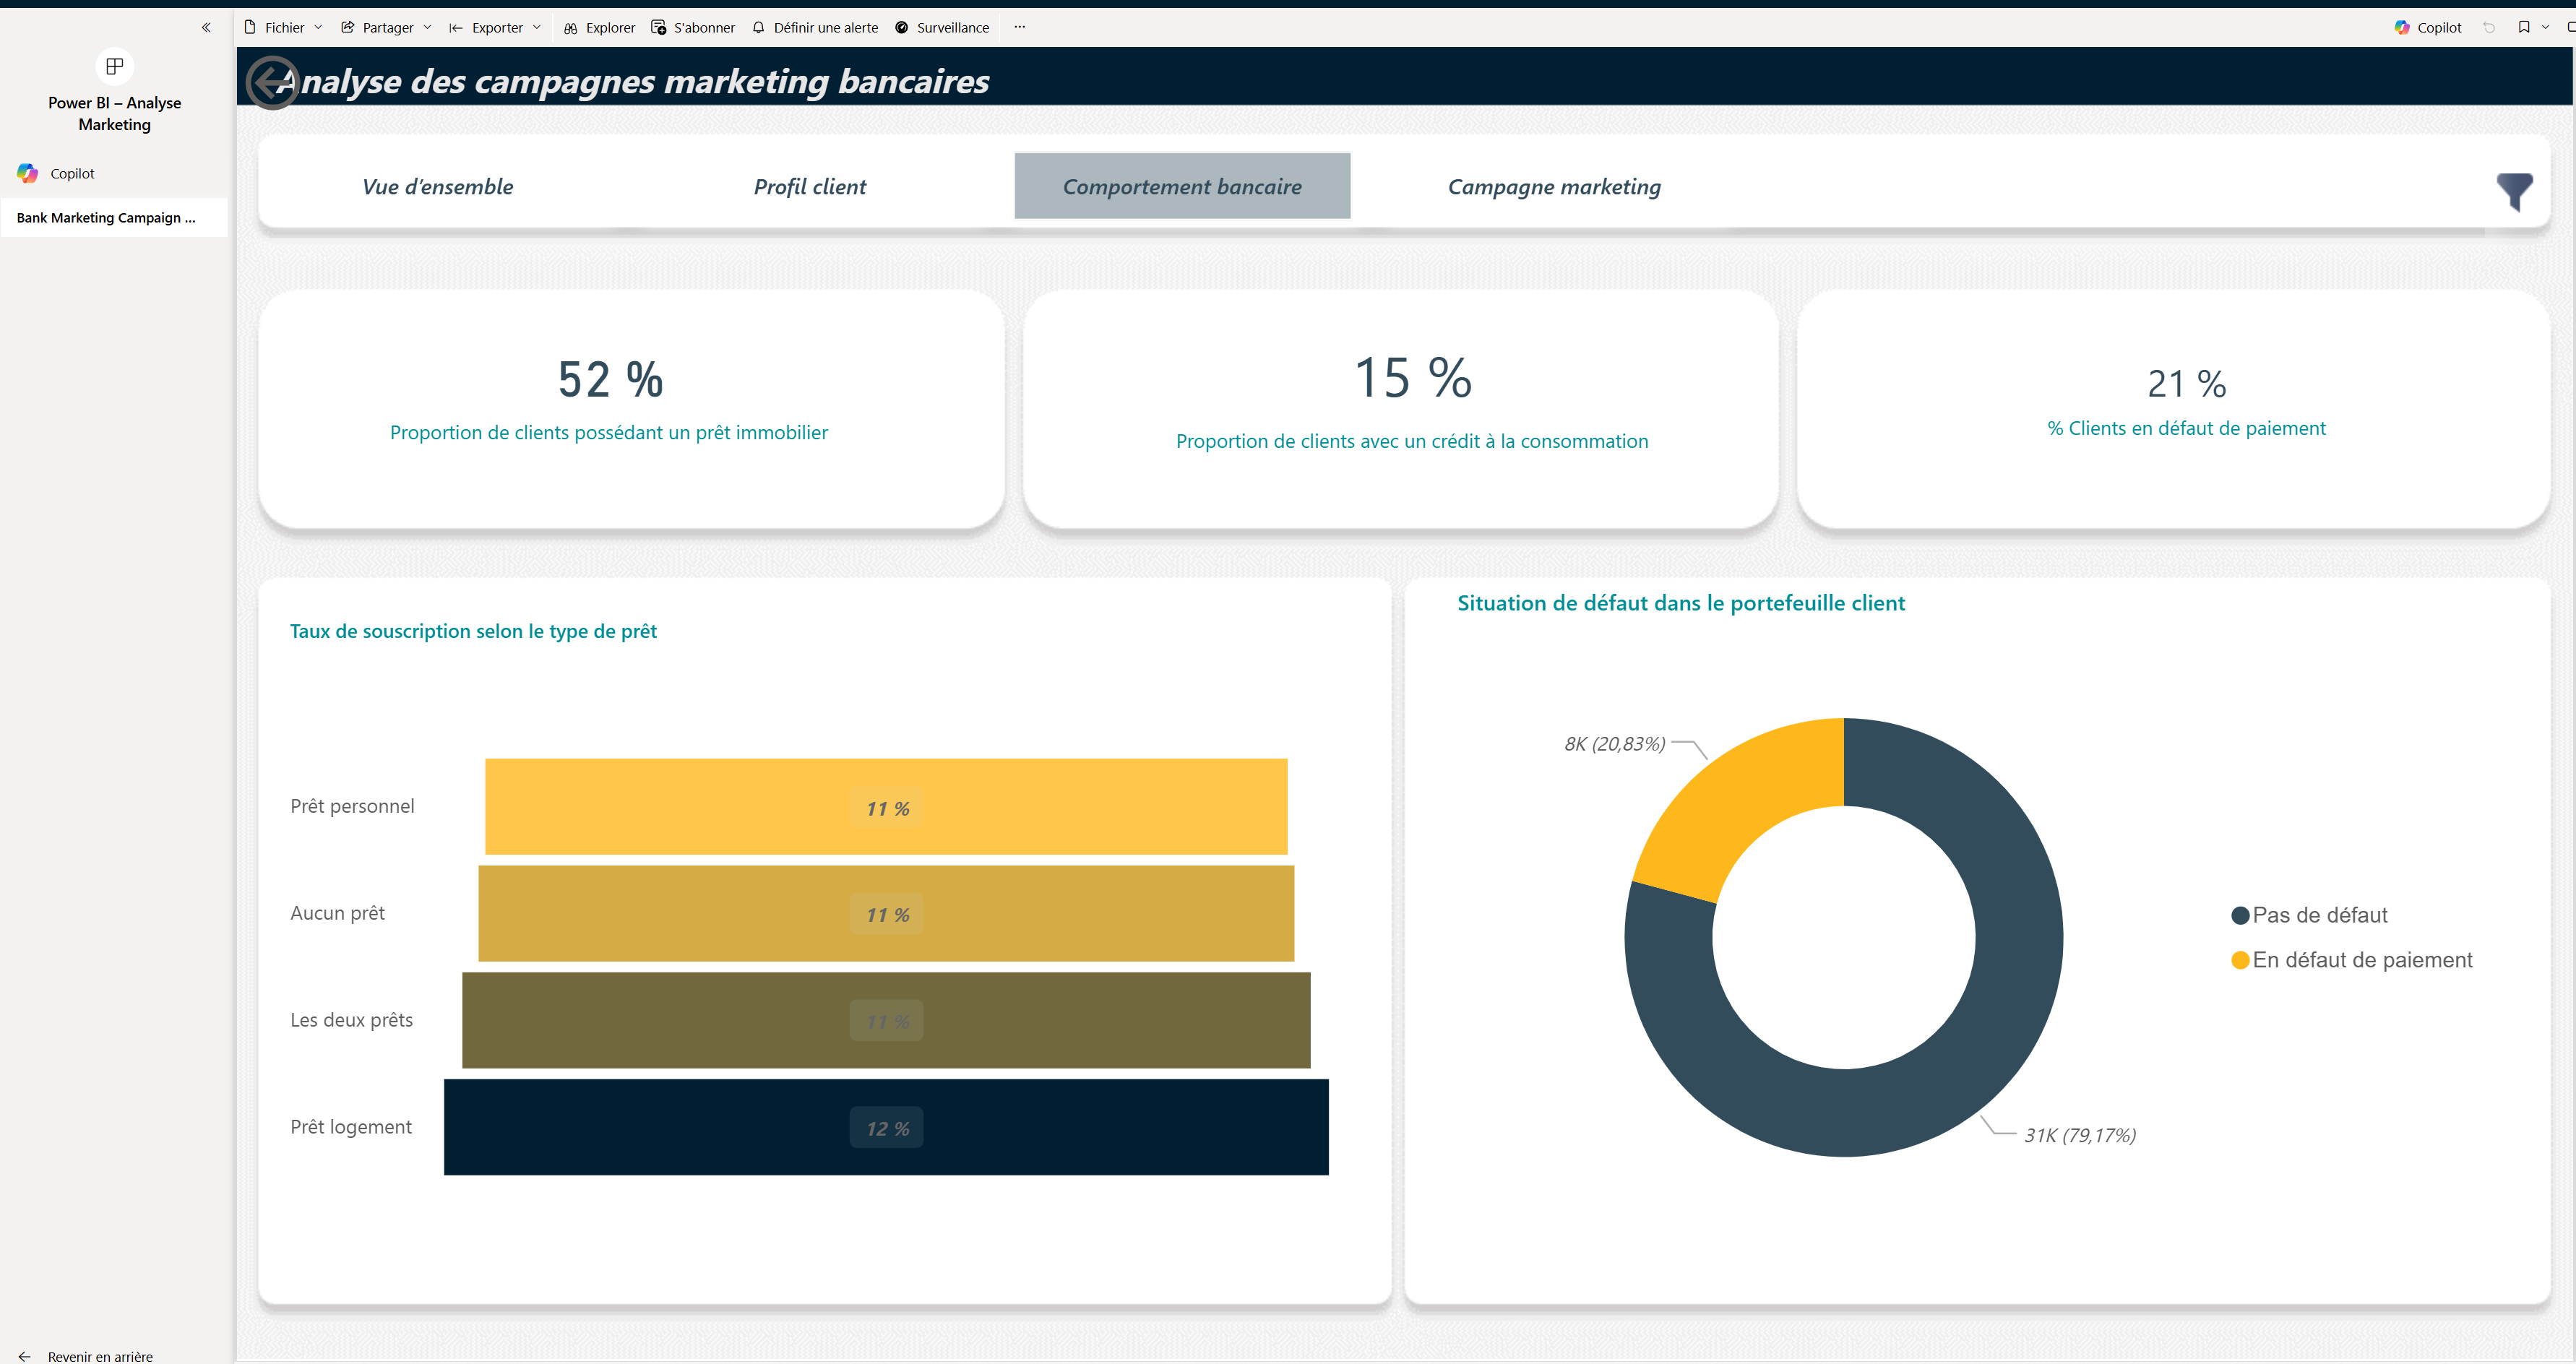 Fichier
Partager
Exporter
Explorer
S'abonner
Définir une alerte
Surveillance
...
Copilot
Power BI – Analyse
Marketing
Copilot
Bank Marketing Campaign ...
Revenir en arrière
Analyse des campagnes marketing bancaires
Vue d'ensemble
Profil client
Comportement bancaire
Campagne marketing
52 %
Proportion de clients possédant un prêt immobilier
15 %
Proportion de clients avec un crédit à la consommation
21 %
% Clients en défaut de paiement
Taux de souscription selon le type de prêt
Prêt personnel
11 %
Aucun prêt
11 %
Les deux prêts
11 %
Prêt logement
12 %
Situation de défaut dans le portefeuille client
8K (20,83%)
31K (79,17%)
Pas de défaut
En défaut de paiement